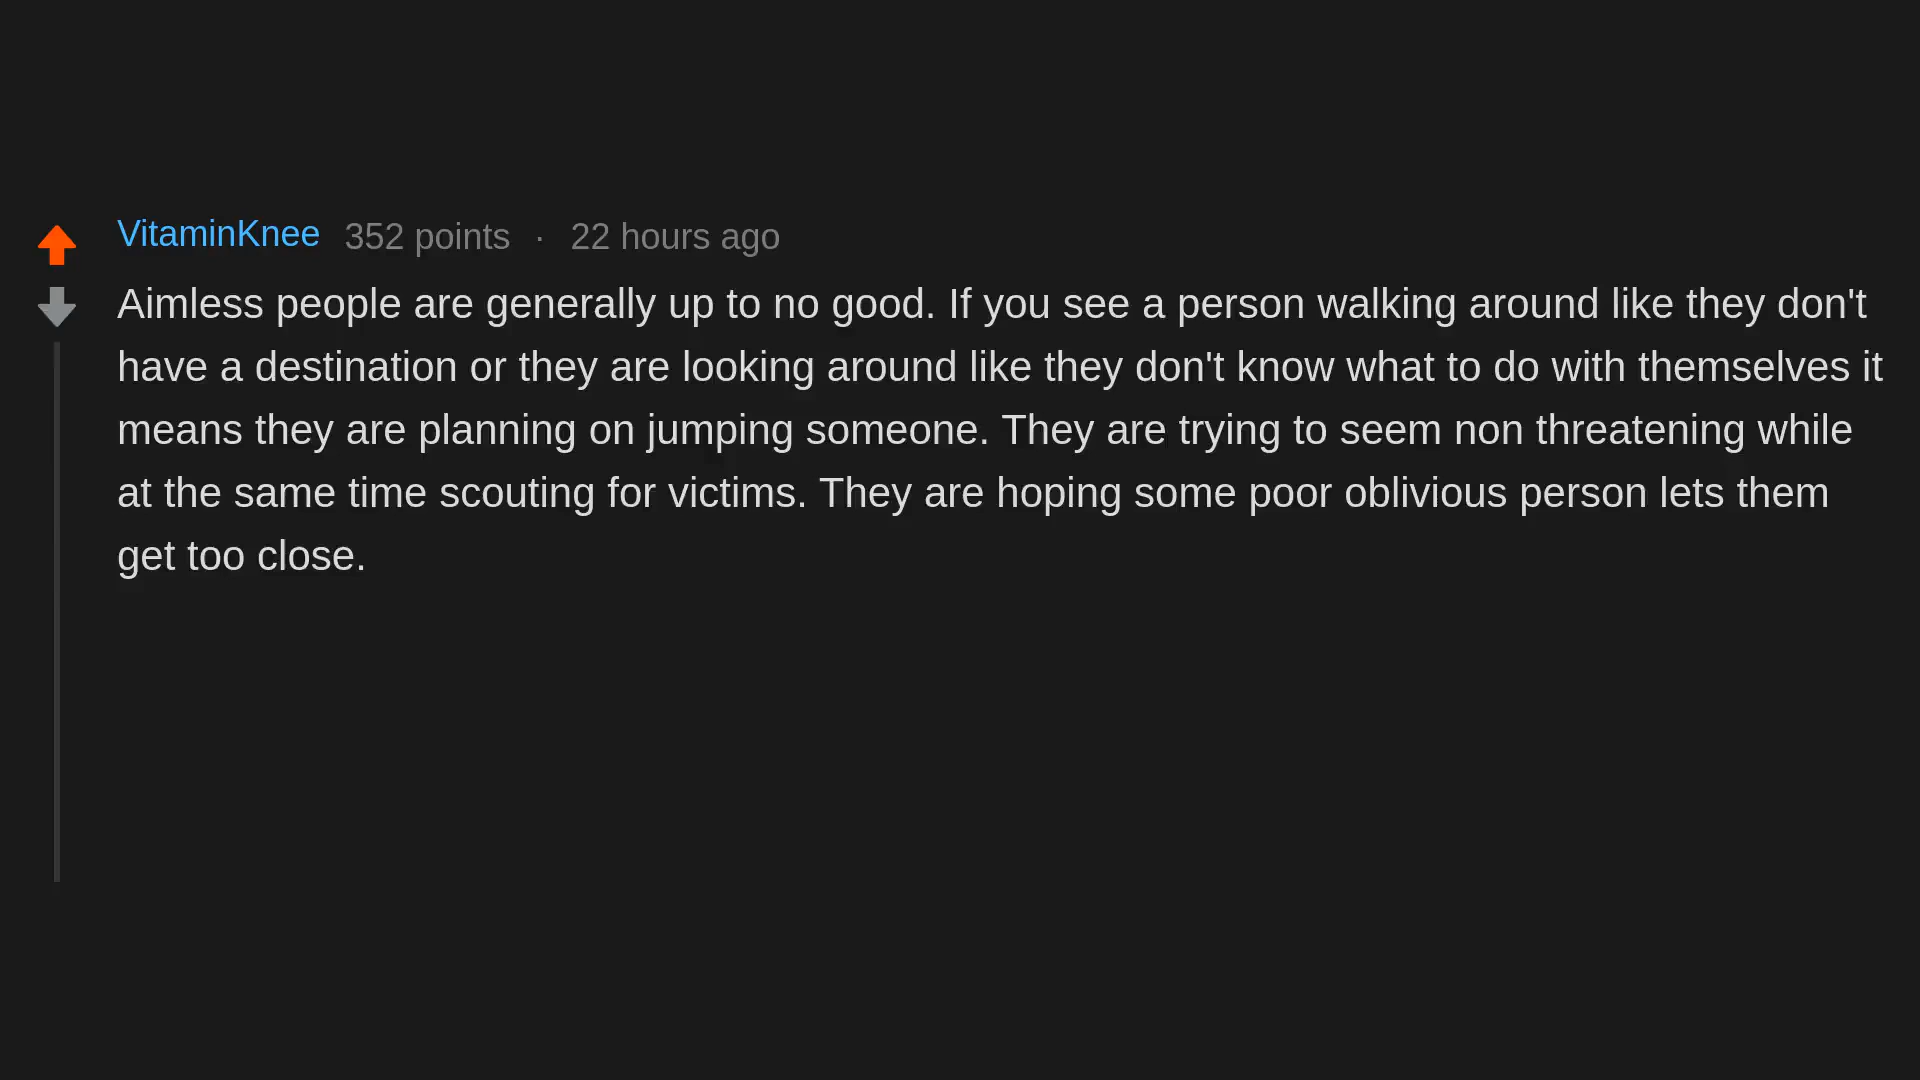 VitaminKnee 352 points · 22 hours ago
Aimless people are generally up to no good. If you see a person walking around like they don't
have a destination or they are looking around like they don't know what to do with themselves it
means they are planning on jumping someone. They are trying to seem non threatening while
at the same time scouting for victims. They are hoping some poor oblivious person lets them
get too close.